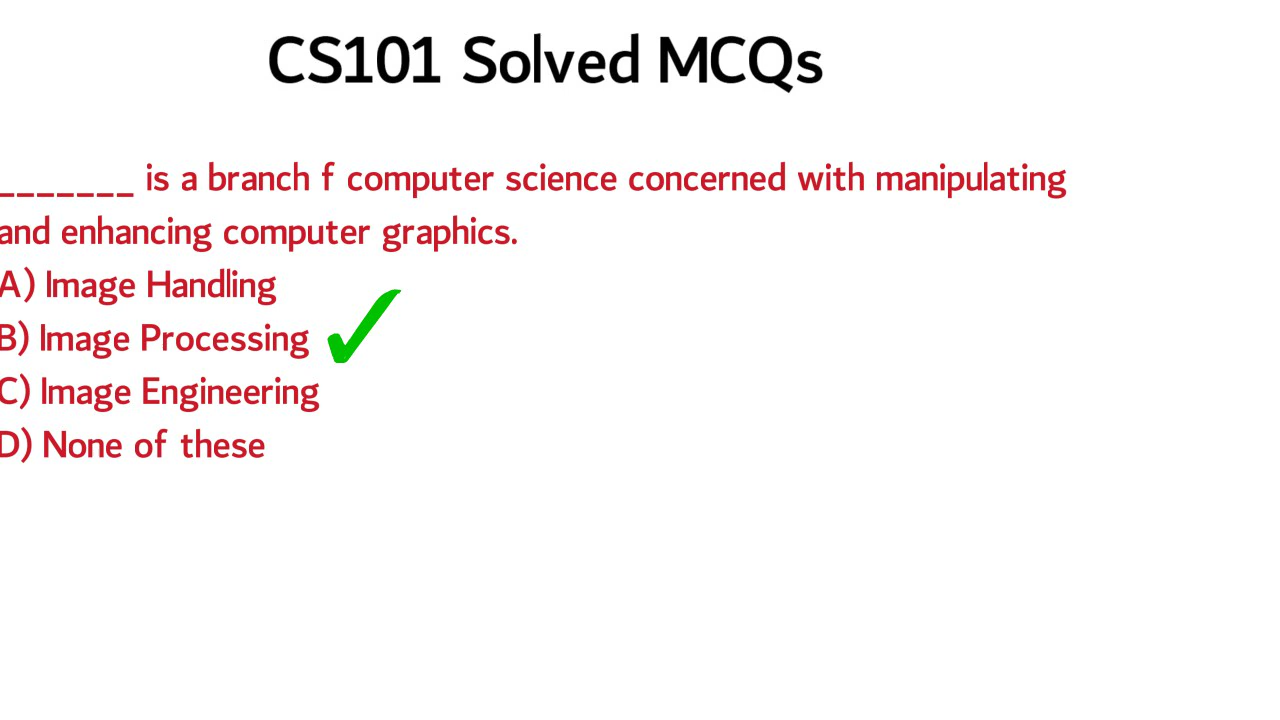 CS101 Solved MCQs
_______ is a branch f computer science concerned with manipulating
and enhancing computer graphics.
A) Image Handling
B) Image Processing
C) Image Engineering
D) None of these